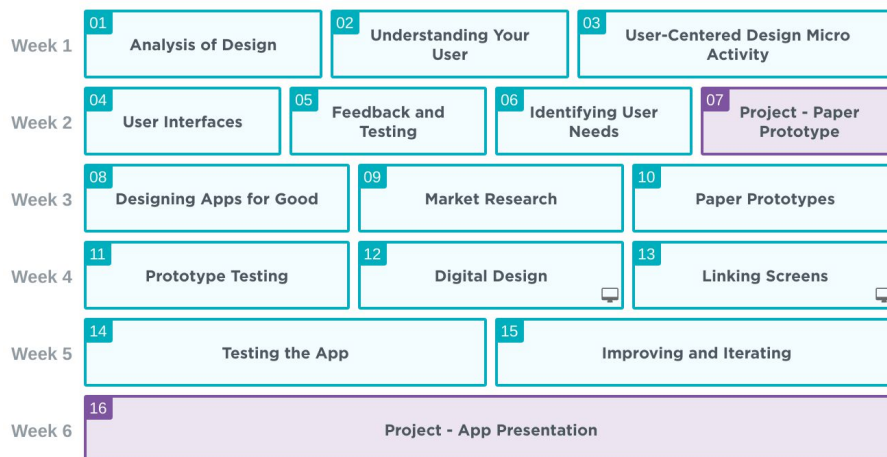 01
02
03
Week 1
Analysis of Design
Understanding Your
User
User-Centered Design Micro
Activity
04
05
06
07
Week 2
User Interfaces
Feedback and
Testing
Identifying User
Needs
Project - Paper
Prototype
08
09
10
Week 3
Designing Apps for Good
Market Research
Paper Prototypes
11
12
13
Week 4
Prototype Testing
Digital Design
Linking Screens
14
15
Week 5
Testing the App
Improving and Iterating
16
Week 6
Project - App Presentation